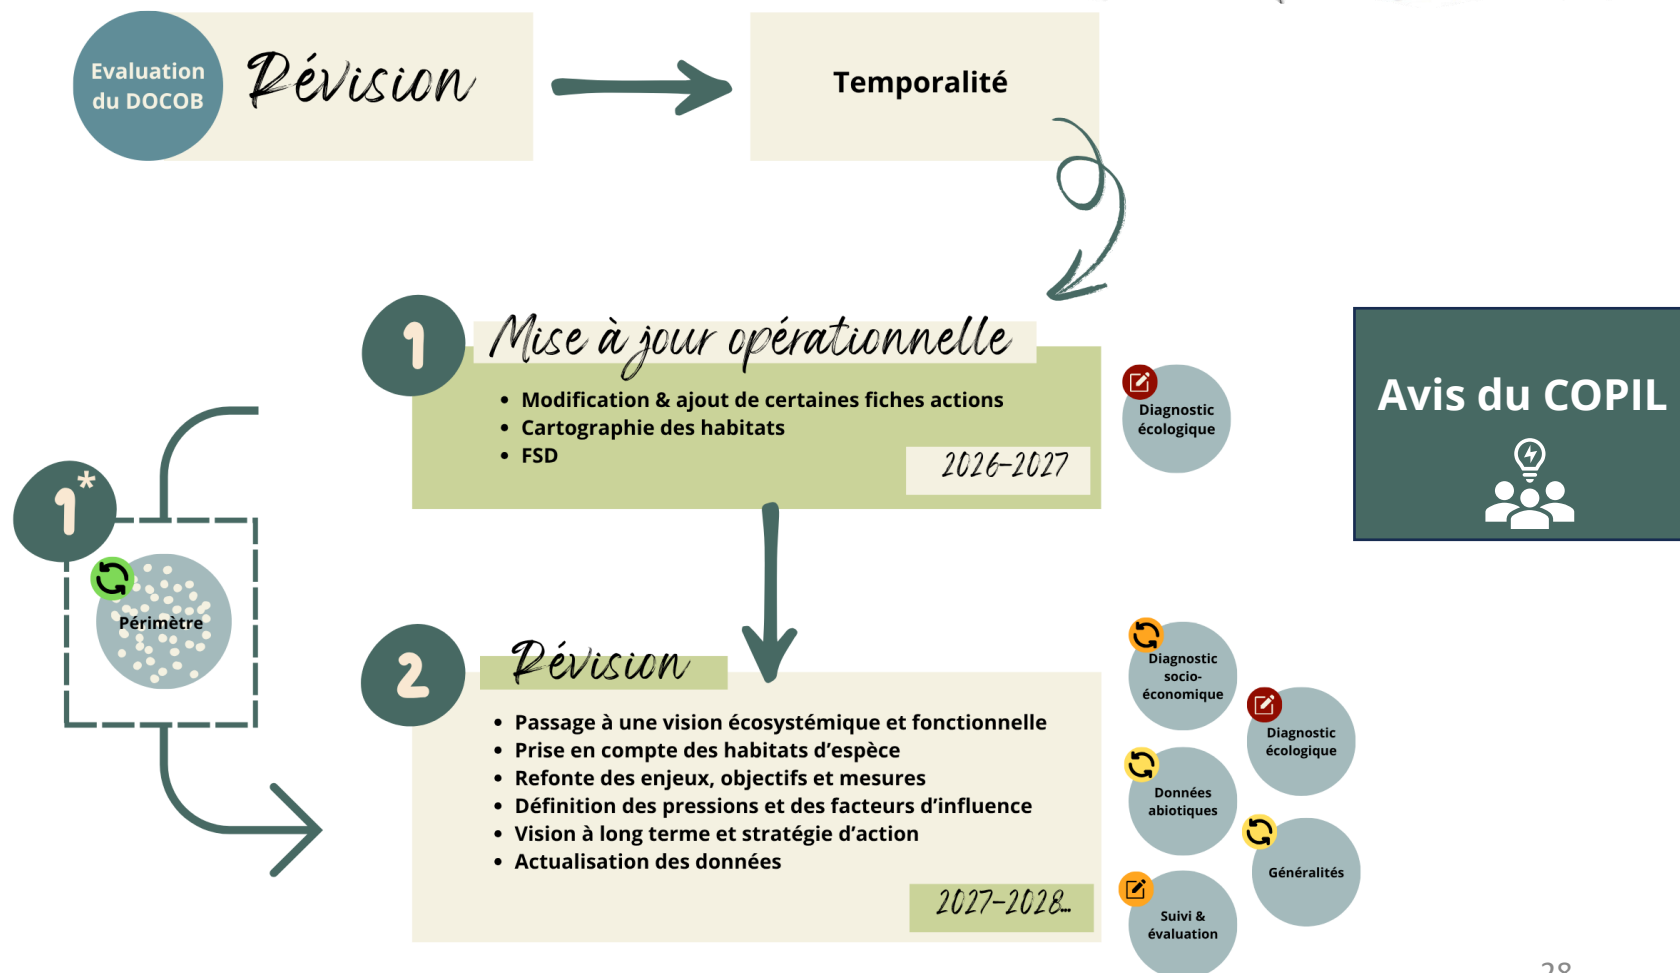 Evaluation
du DOCOB
Révision
Temporalité
1
Mise à jour opérationnelle
• Modification & ajout de certaines fiches actions
• Cartographie des habitats
• FSD
2026-2027
Diagnostic
écologique
Avis du COPIL
1*
Périmètre
2
Révision
• Passage à une vision écosystémique et fonctionnelle
• Prise en compte des habitats d'espèce
• Refonte des enjeux, objectifs et mesures
• Définition des pressions et des facteurs d'influence
• Vision à long terme et stratégie d'action
• Actualisation des données
2027-2028...
Diagnostic
socio-
économique
Diagnostic
écologique
Données
abiotiques
Généralités
Suivi &
évaluation
28